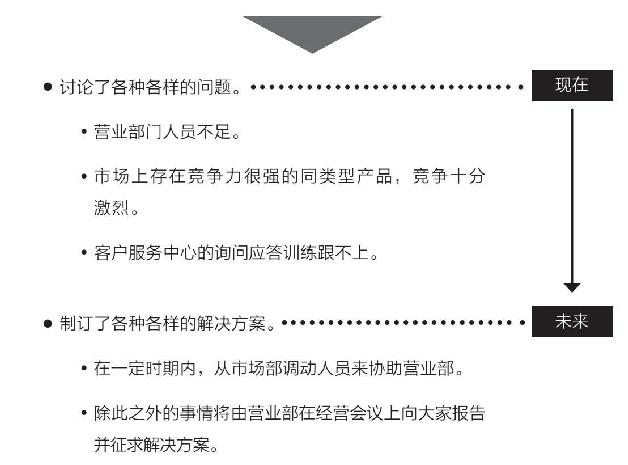 ● 讨论了各种各样的问题。 现在
• 营业部门人员不足。
• 市场上存在竞争力很强的同类型产品，竞争十分
激烈。
• 客户服务中心的询问应答训练跟不上。
● 制订了各种各样的解决方案。 未来
• 在一定时期内，从市场部调动人员来协助营业部。
• 除此之外的事情将由营业部在经营会议上向大家报告
并征求解决方案。